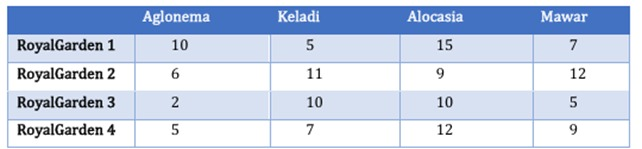 Aglonema Keladi Alocasia Mawar
RoyalGarden 1 10 5 15 7
RoyalGarden 2 6 11 9 12
RoyalGarden 3 2 10 10 5
RoyalGarden 4 5 7 12 9